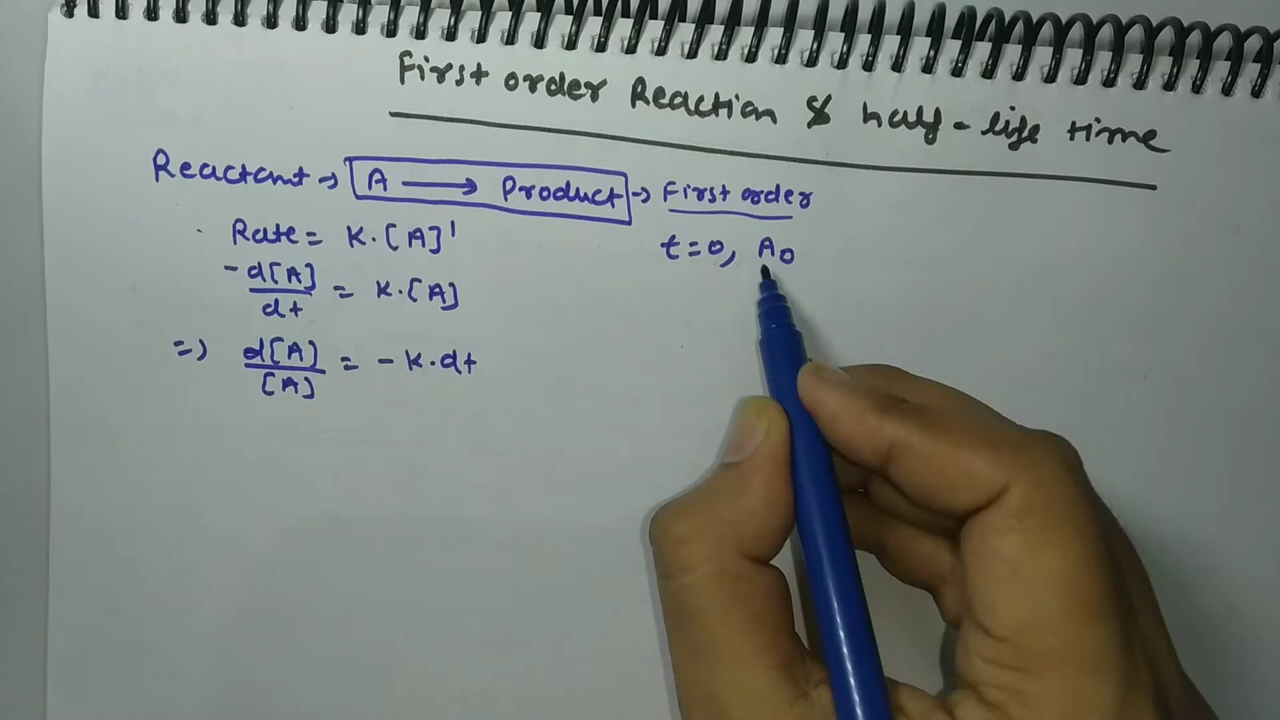 First order Reaction & half-life time
Reactant → A ⟶ Product → First order
Rate = K·[A]¹
t=0, A₀
-d[A]/dt = K·[A]
=> d[A]/[A] = -K·dt